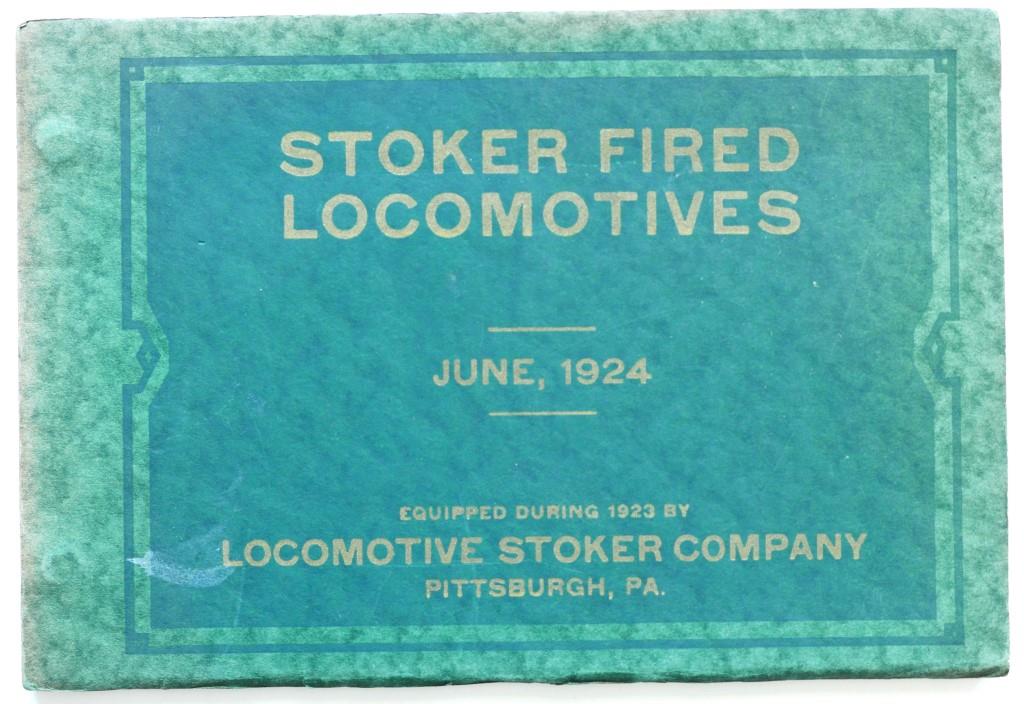 STOKER FIRED
LOCOMOTIVES
JUNE, 1924
EQUIPPED DURING 1923 BY
LOCOMOTIVE STOKER COMPANY
PITTSBURGH, PA.